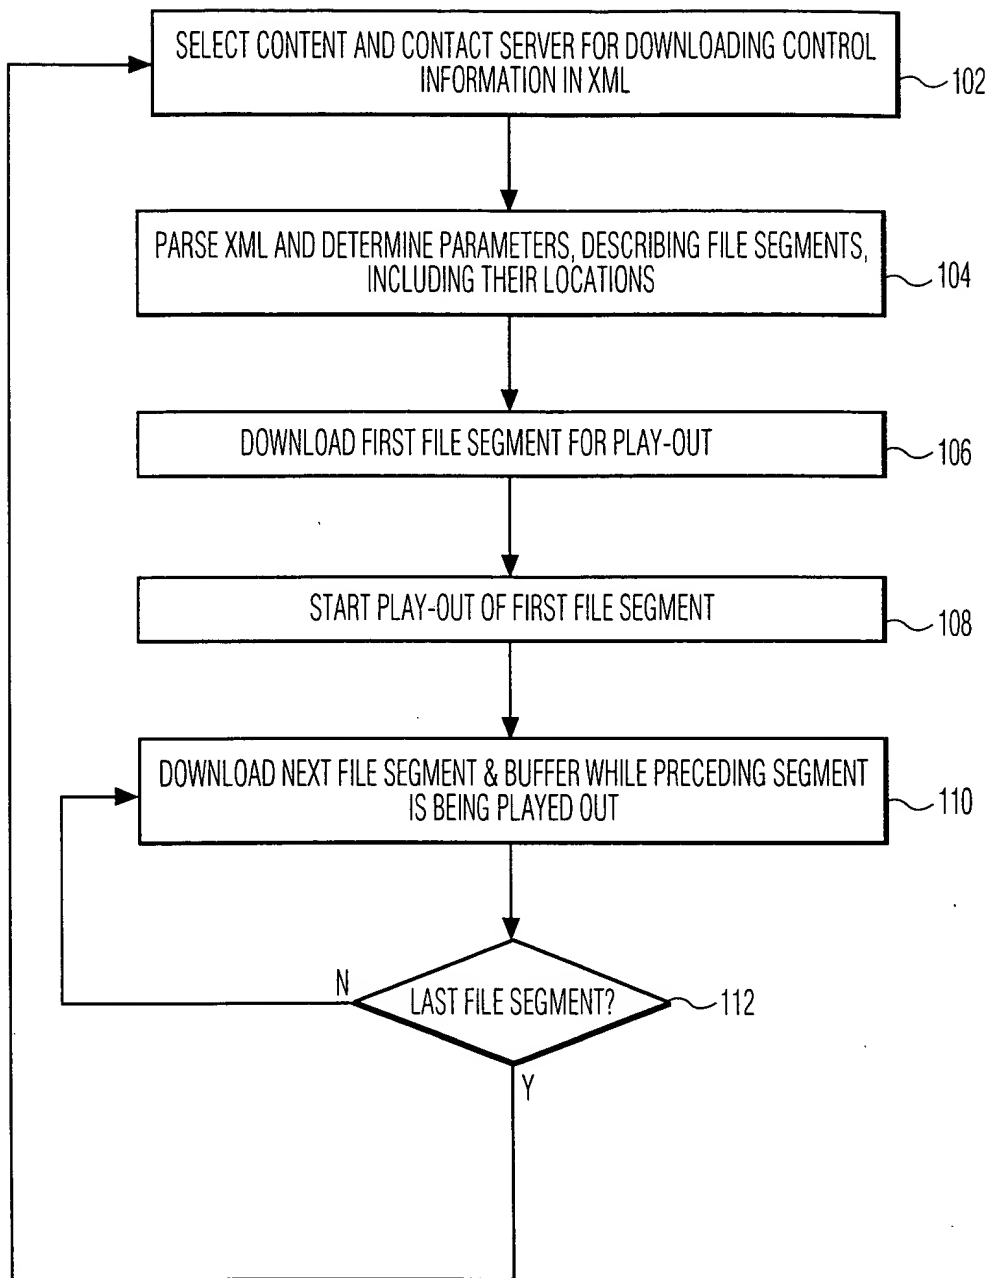 SELECT CONTENT AND CONTACT SERVER FOR DOWNLOADING CONTROL
INFORMATION IN XML
102
PARSE XML AND DETERMINE PARAMETERS, DESCRIBING FILE SEGMENTS,
INCLUDING THEIR LOCATIONS
104
DOWNLOAD FIRST FILE SEGMENT FOR PLAY-OUT
106
START PLAY-OUT OF FIRST FILE SEGMENT
108
DOWNLOAD NEXT FILE SEGMENT & BUFFER WHILE PRECEDING SEGMENT
IS BEING PLAYED OUT
110
N
LAST FILE SEGMENT?
112
Y